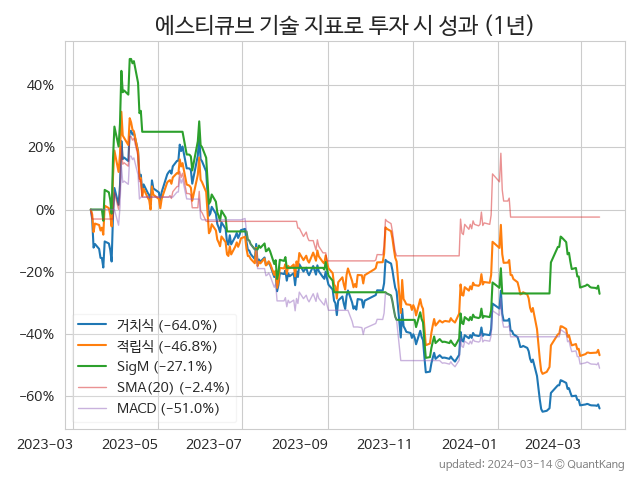 에스티큐브 기술 지표로 투자 시 성과 (1년)
40%
20%
0%
−20%
−40%
−60%
거치식 (−64.0%)
적립식 (−46.8%)
SigM (−27.1%)
SMA(20) (−2.4%)
MACD (−51.0%)
2023−03 2023−05 2023−07 2023−09 2023−11 2024−01 2024−03
updated: 2024−03−14 © QuantKang